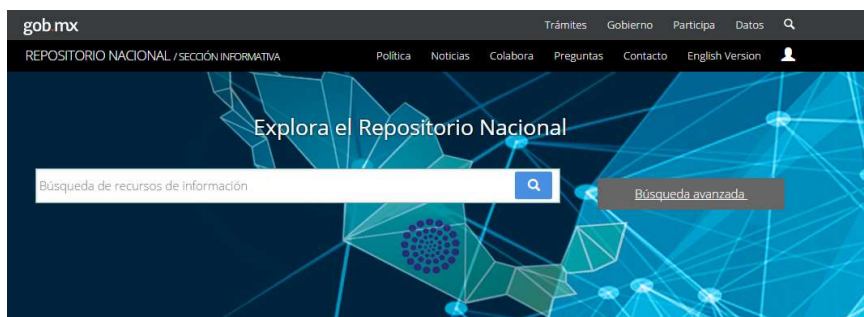 gob.mx Trámites Gobierno Participa Datos
REPOSITORIO NACIONAL / SECCIÓN INFORMATIVA Política Noticias Colabora Preguntas Contacto English Version
Explora el Repositorio Nacional
Búsqueda de recursos de información
Búsqueda avanzada